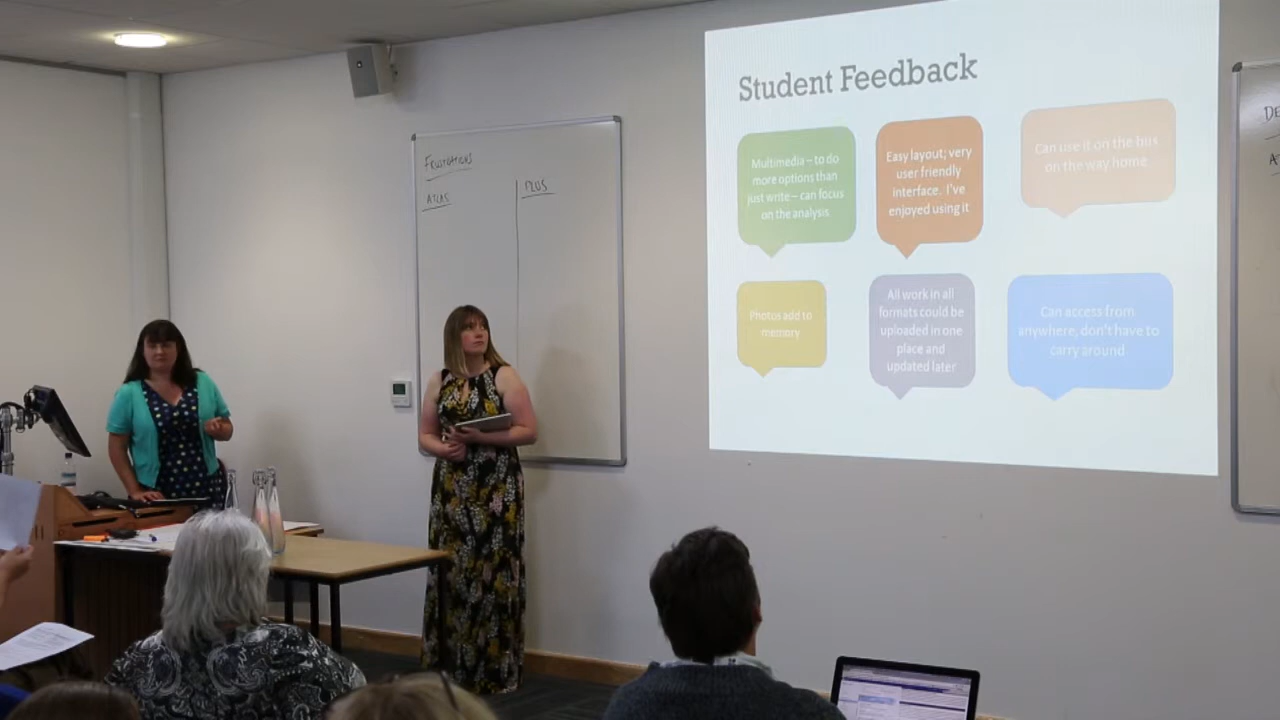 Student Feedback
Multimedia – to do
more options than
just write – can focus
on the analysis
Easy layout; very
user friendly
interface. I've
enjoyed using it
Can use it on the bus
on the way home
Photos add to
memory
All work in all
formats could be
uploaded in one
place and
updated later
Can access from
anywhere, don't have to
carry around
FRUSTRATIONS
ATLAS
PLUS